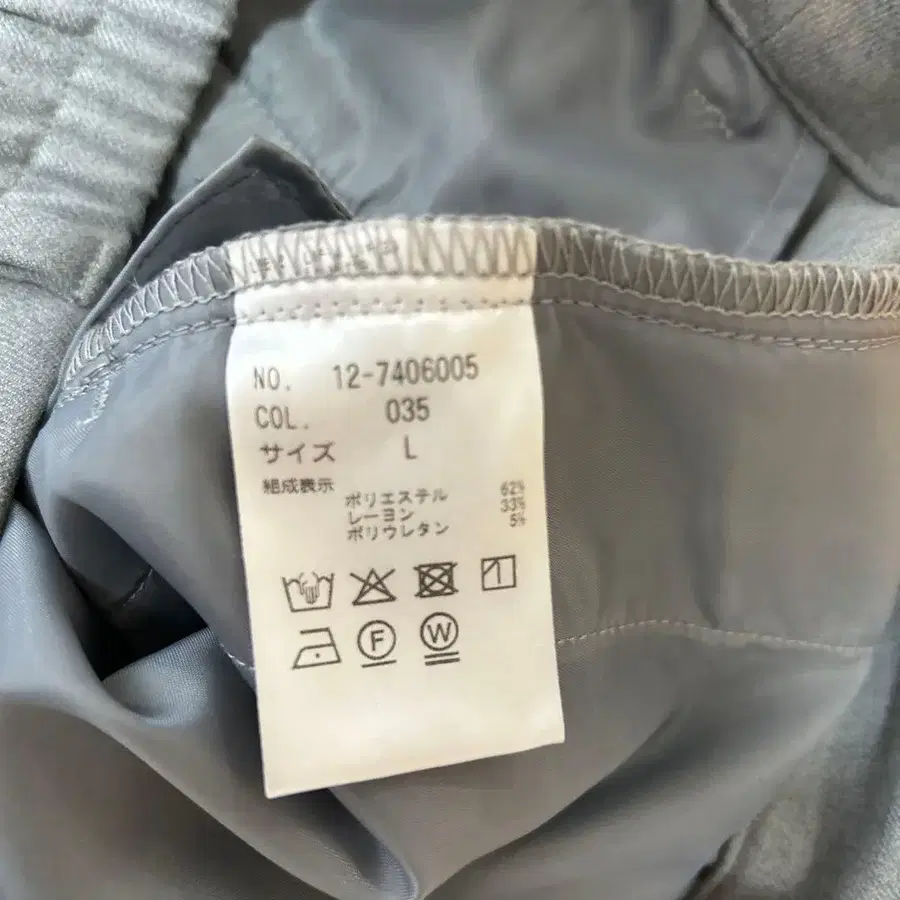 NO. 12-7406005
COL. 035
サイズ L
組成表示
ポリエステル 62%
レーヨン 33%
ポリウレタン 5%
F W